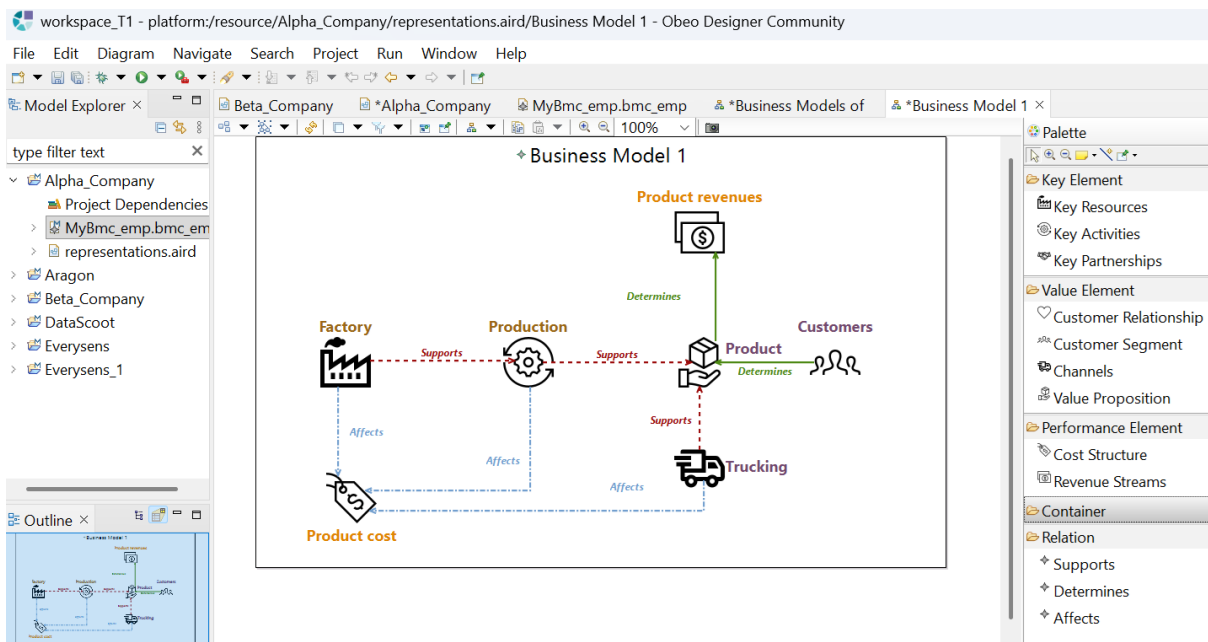 workspace_T1 - platform:/resource/Alpha_Company/representations.aird/Business Model 1 - Obeo Designer Community
File Edit Diagram Navigate Search Project Run Window Help
Model Explorer
type filter text
Alpha_Company
Project Dependencies
MyBmc_emp.bmc_em
representations.aird
Aragon
Beta_Company
DataScoot
Everysens
Everysens_1
Outline
Beta_Company *Alpha_Company MyBmc_emp.bmc_emp *Business Models of *Business Model 1
100%
Business Model 1
Product revenues
Determines
Factory Production Customers
Supports Supports Product
Determines
Affects Supports
Affects Trucking
Affects
Product cost
Palette
Key Element
Key Resources
Key Activities
Key Partnerships
Value Element
Customer Relationship
Customer Segment
Channels
Value Proposition
Performance Element
Cost Structure
Revenue Streams
Container
Relation
Supports
Determines
Affects